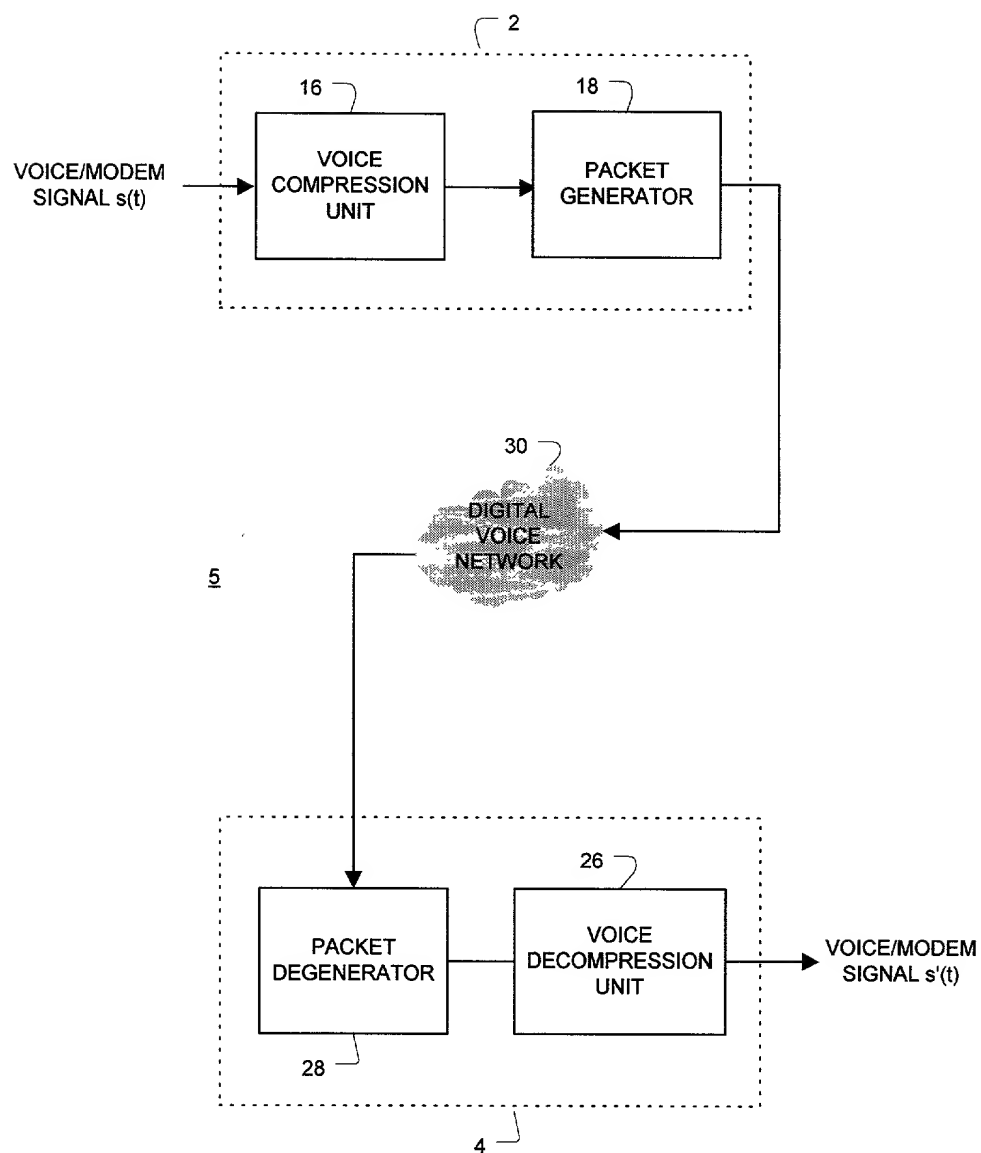 2
16
18
VOICE/MODEM
SIGNAL s(t)
VOICE
COMPRESSION
UNIT
PACKET
GENERATOR
30
DIGITAL
VOICE
NETWORK
5
26
PACKET
DEGENERATOR
VOICE
DECOMPRESSION
UNIT
VOICE/MODEM
SIGNAL s'(t)
28
4